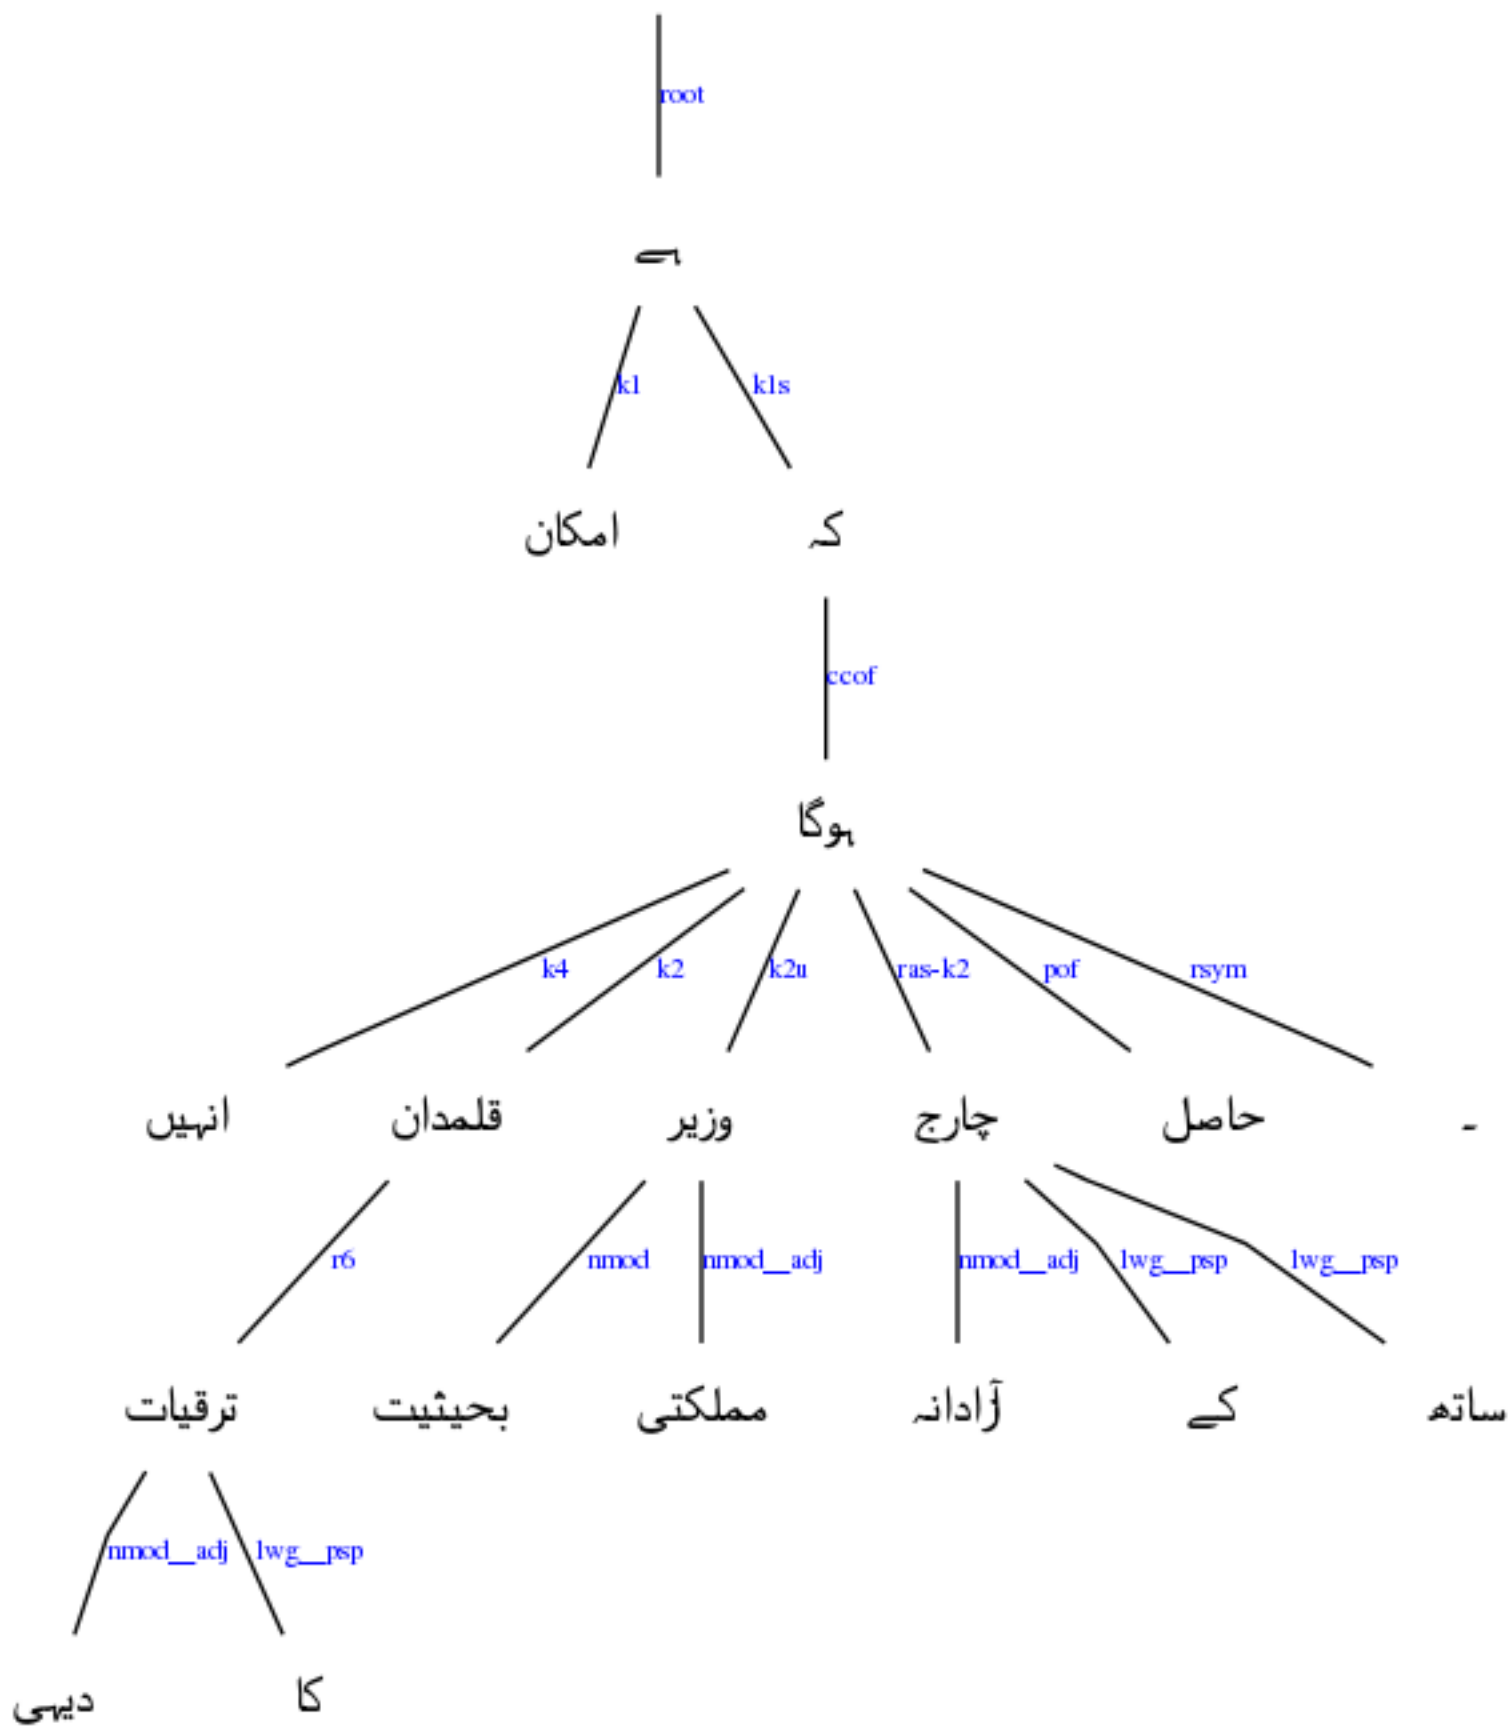 root
ہے
k1 k1s
امکان کہ
ccof
ہوگا
k4 k2 k2u ras-k2 pof rsym
انہیں قلمدان وزیر چارج حاصل ۔
r6 nmod nmod__adj nmod__adj lwg__psp lwg__psp
ترقیات بحیثیت مملکتی آزادانہ کے ساتھ
nmod__adj lwg__psp
دیہی کا